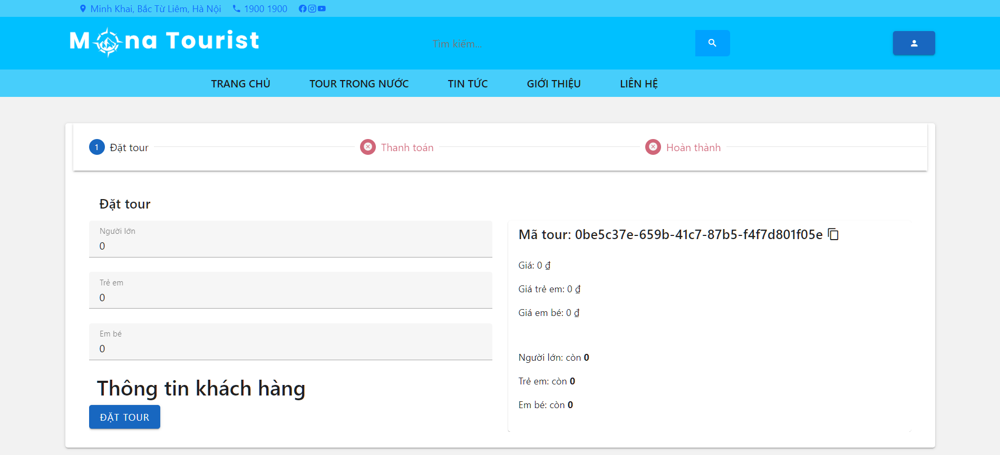 Minh Khai, Bắc Từ Liêm, Hà Nội 1900 1900
Mona Tourist
Tìm kiếm...
TRANG CHỦ TOUR TRONG NƯỚC TIN TỨC GIỚI THIỆU LIÊN HỆ
1 Đặt tour Thanh toán Hoàn thành
Đặt tour
Người lớn
0
Trẻ em
0
Em bé
0
Thông tin khách hàng
ĐẶT TOUR
Mã tour: 0be5c37e-659b-41c7-87b5-f4f7d801f05e
Giá: 0 ₫
Giá trẻ em: 0 ₫
Giá em bé: 0 ₫
Người lớn: còn 0
Trẻ em: còn 0
Em bé: còn 0